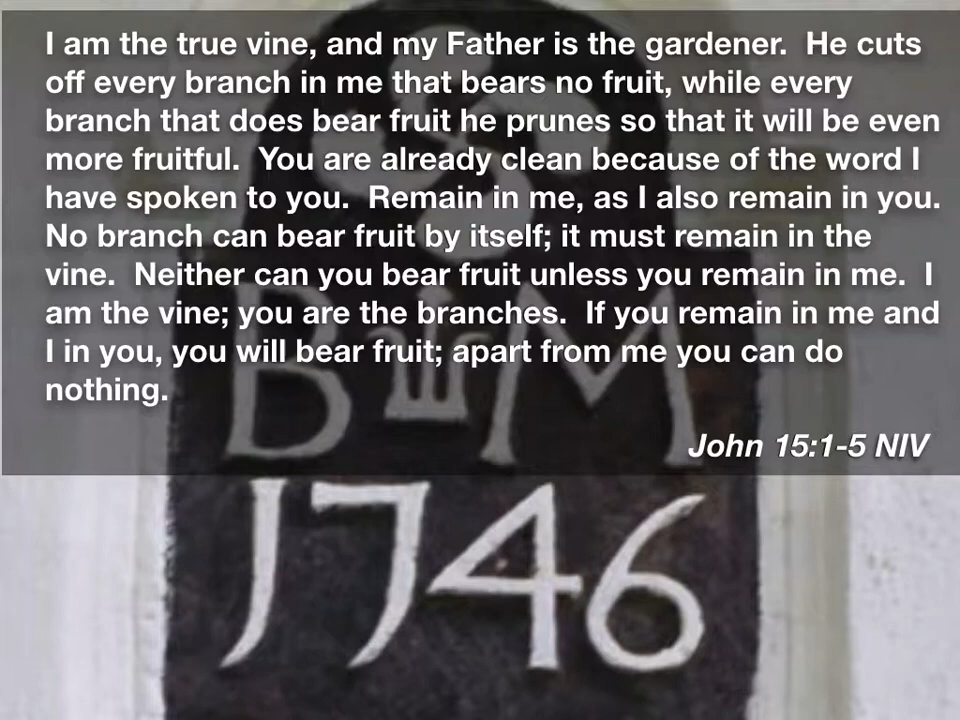 I am the true vine, and my Father is the gardener.  He cuts
off every branch in me that bears no fruit, while every
branch that does bear fruit he prunes so that it will be even
more fruitful.  You are already clean because of the word I
have spoken to you.  Remain in me, as I also remain in you.
No branch can bear fruit by itself; it must remain in the
vine.  Neither can you bear fruit unless you remain in me.  I
am the vine; you are the branches.  If you remain in me and
I in you, you will bear fruit; apart from me you can do
nothing.
John 15:1-5 NIV
B M
1746